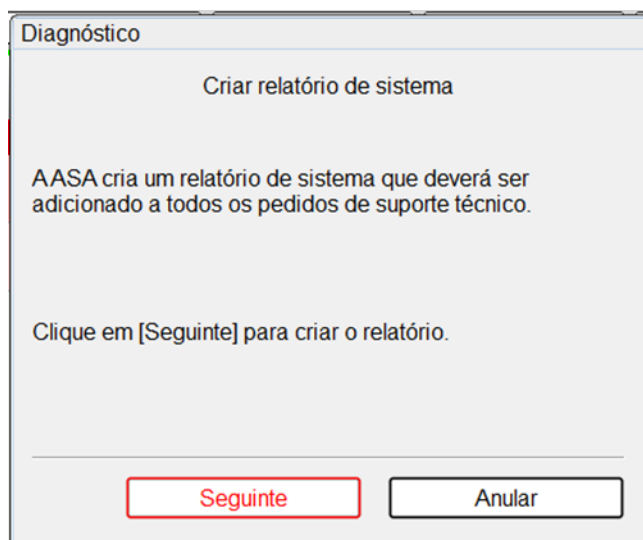 Diagnóstico
Criar relatório de sistema
A ASA cria um relatório de sistema que deverá ser
adicionado a todos os pedidos de suporte técnico.
Clique em [Seguinte] para criar o relatório.
Seguinte
Anular